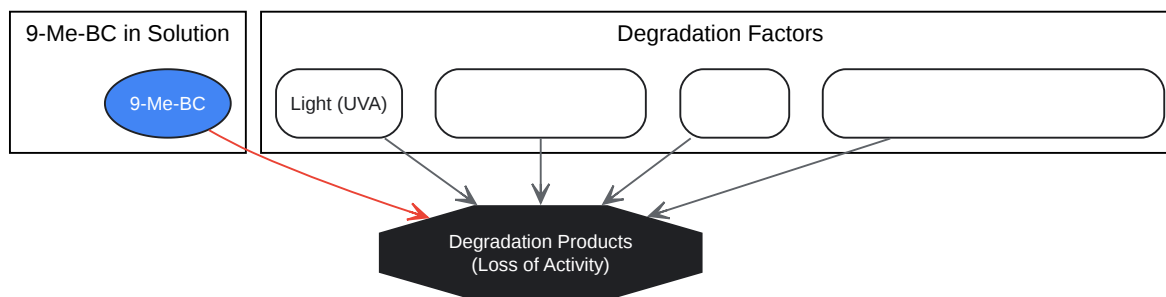 9-Me-BC in Solution
Degradation Factors
9-Me-BC
Light (UVA)
Degradation Products
(Loss of Activity)